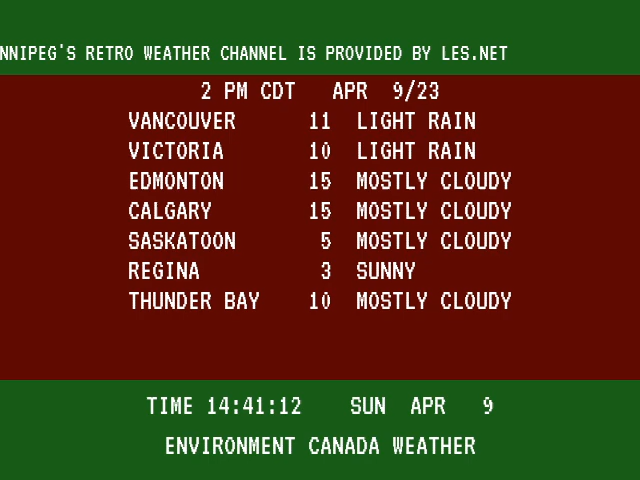 NNIPEG'S RETRO WEATHER CHANNEL IS PROVIDED BY LES.NET
2 PM CDT APR 9/23
VANCOUVER 11 LIGHT RAIN
VICTORIA 10 LIGHT RAIN
EDMONTON 15 MOSTLY CLOUDY
CALGARY 15 MOSTLY CLOUDY
SASKATOON 5 MOSTLY CLOUDY
REGINA 3 SUNNY
THUNDER BAY 10 MOSTLY CLOUDY
TIME 14:41:12 SUN APR 9
ENVIRONMENT CANADA WEATHER